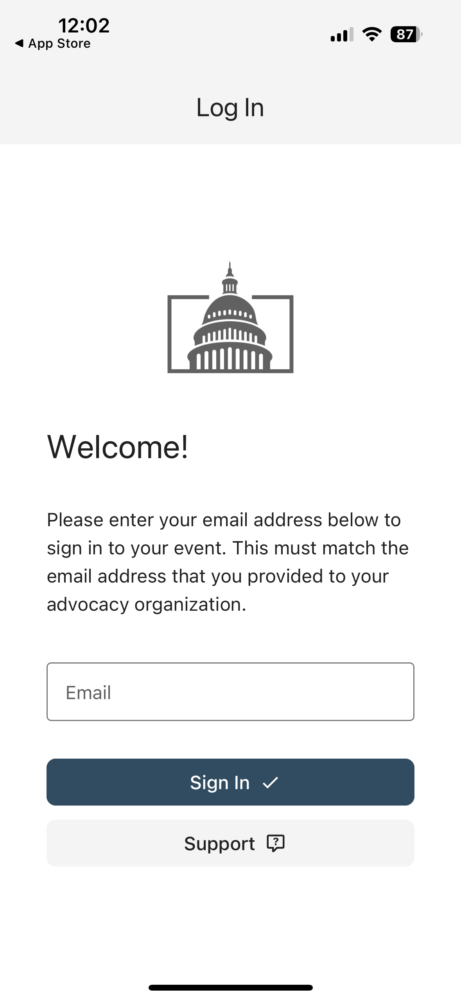 12:02
◀ App Store
87
Log In
Welcome!
Please enter your email address below to
sign in to your event. This must match the
email address that you provided to your
advocacy organization.
Email
Sign In
Support